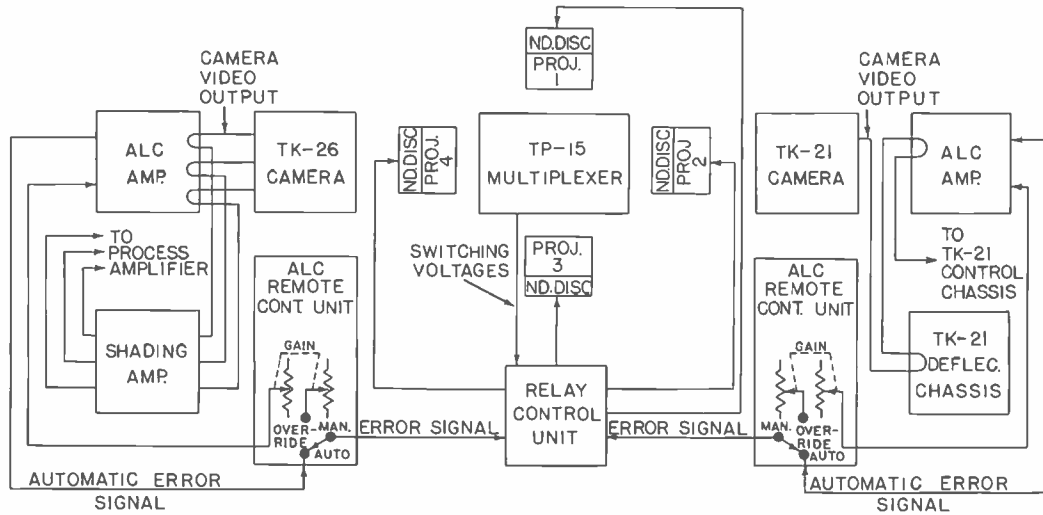 CAMERA
VIDEO
OUTPUT
ALC
AMP.
TK-26
CAMERA
ND.DISC
PROJ.
1
ND.DISC
PROJ.
4
TP-15
MULTIPLEXER
PROJ.
2
ND.DISC
CAMERA
VIDEO
OUTPUT
TK-21
CAMERA
ALC
AMP.
TO
PROCESS
AMPLIFIER
SWITCHING
VOLTAGES
PROJ.
3
ND.DISC
TO
TK-21
CONTROL
CHASSIS
ALC
REMOTE
CONT. UNIT
GAIN
OVER-
RIDE
MAN.
AUTO
SHADING
AMP.
RELAY
CONTROL
UNIT
ALC
REMOTE
CONT. UNIT
GAIN
MAN.
OVER-
RIDE
AUTO
TK-21
DEFLEC.
CHASSIS
ERROR SIGNAL
ERROR SIGNAL
AUTOMATIC ERROR
SIGNAL
AUTOMATIC ERROR
SIGNAL